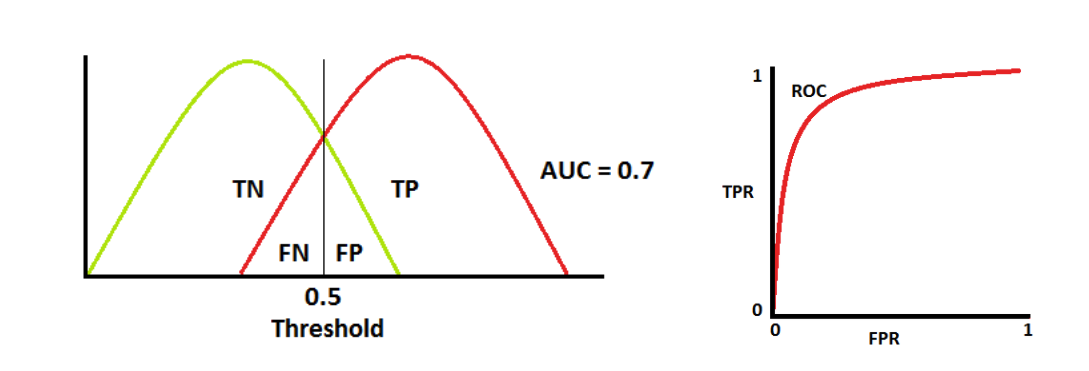 TN
TP
FN
FP
AUC = 0.7
0.5
Threshold
1
ROC
TPR
0
0
1
FPR